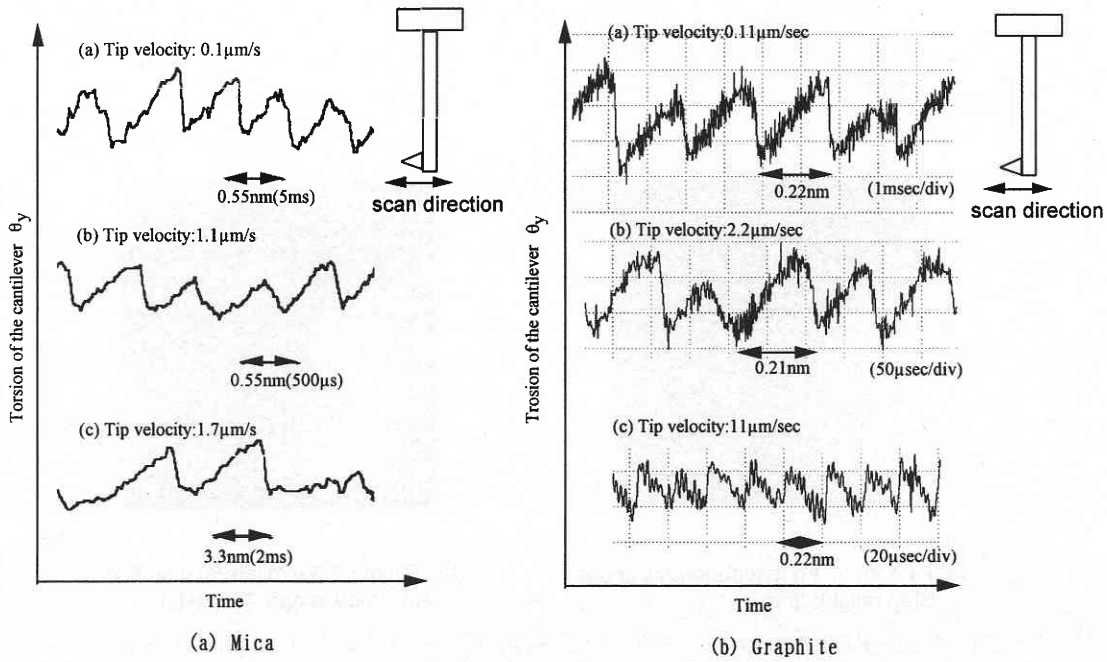 Torsion of the cantilever θy
(a) Tip velocity: 0.1μm/s
0.55nm(5ms)
scan direction
(b) Tip velocity:1.1μm/s
0.55nm(500μs)
(c) Tip velocity:1.7μm/s
3.3nm(2ms)
Time
(a) Mica
Trosion of the cantilever θy
(a) Tip velocity:0.11μm/sec
0.22nm
(1msec/div)
scan direction
(b) Tip velocity:2.2μm/sec
0.21nm
(50μsec/div)
(c) Tip velocity:11μm/sec
0.22nm
(20μsec/div)
Time
(b) Graphite